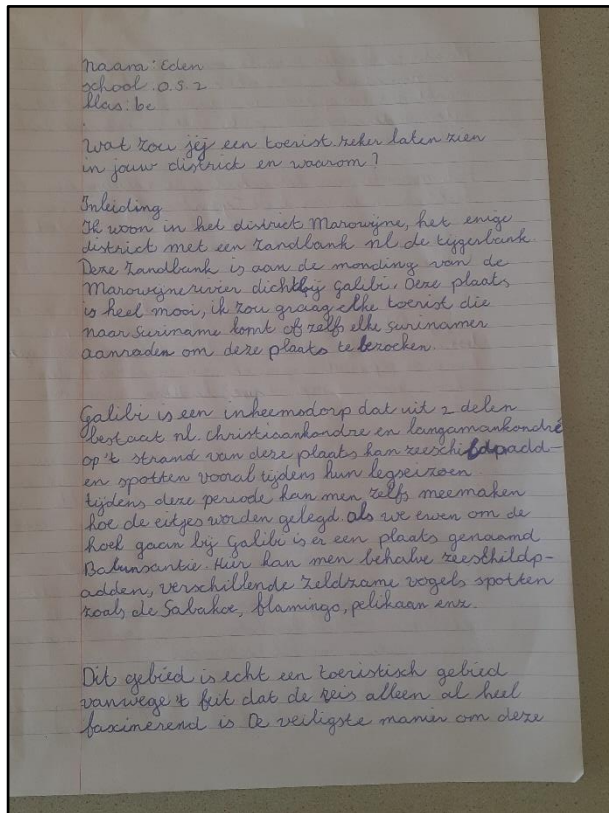 naam: Eden
school: O.S 2
klas: 6e
Wat zou jij een toerist zeker laten zien
in jouw district en waarom?
Inleiding
Ik woon in het district Marowijne, het enige
district met een zandbank nl de tijgerbank.
Deze zandbank is aan de monding van de
Marowijnerivier dichtbij Galibi. Deze plaats
is heel mooi, ik zou graag elke toerist die
naar Suriname komt of zelfs elke surinamer
aanraden om deze plaats te bezoeken.
Galibi is een inheemsdorp dat uit 2 delen
bestaat nl. christiaankondre en langamankondré
op 't strand van deze plaats kan zeeschildpadd-
en spotten vooral tijdens hun legseizoen
tijdens deze periode kan men zelfs meemaken
hoe de eitjes worden gelegd. als we even om de
hoek gaan bij Galibi is er een plaats genaamd
Babunsantie. Hier kan men behalve zeeschildp-
adden, verschillende zeldzame vogels spotten
zoals de Sabakoe, flamingo, pelikaan enz.
Dit gebied is echt een toeristisch gebied
vanwege 't feit dat de reis alleen al heel
faxinerend is De veiligste manier om deze